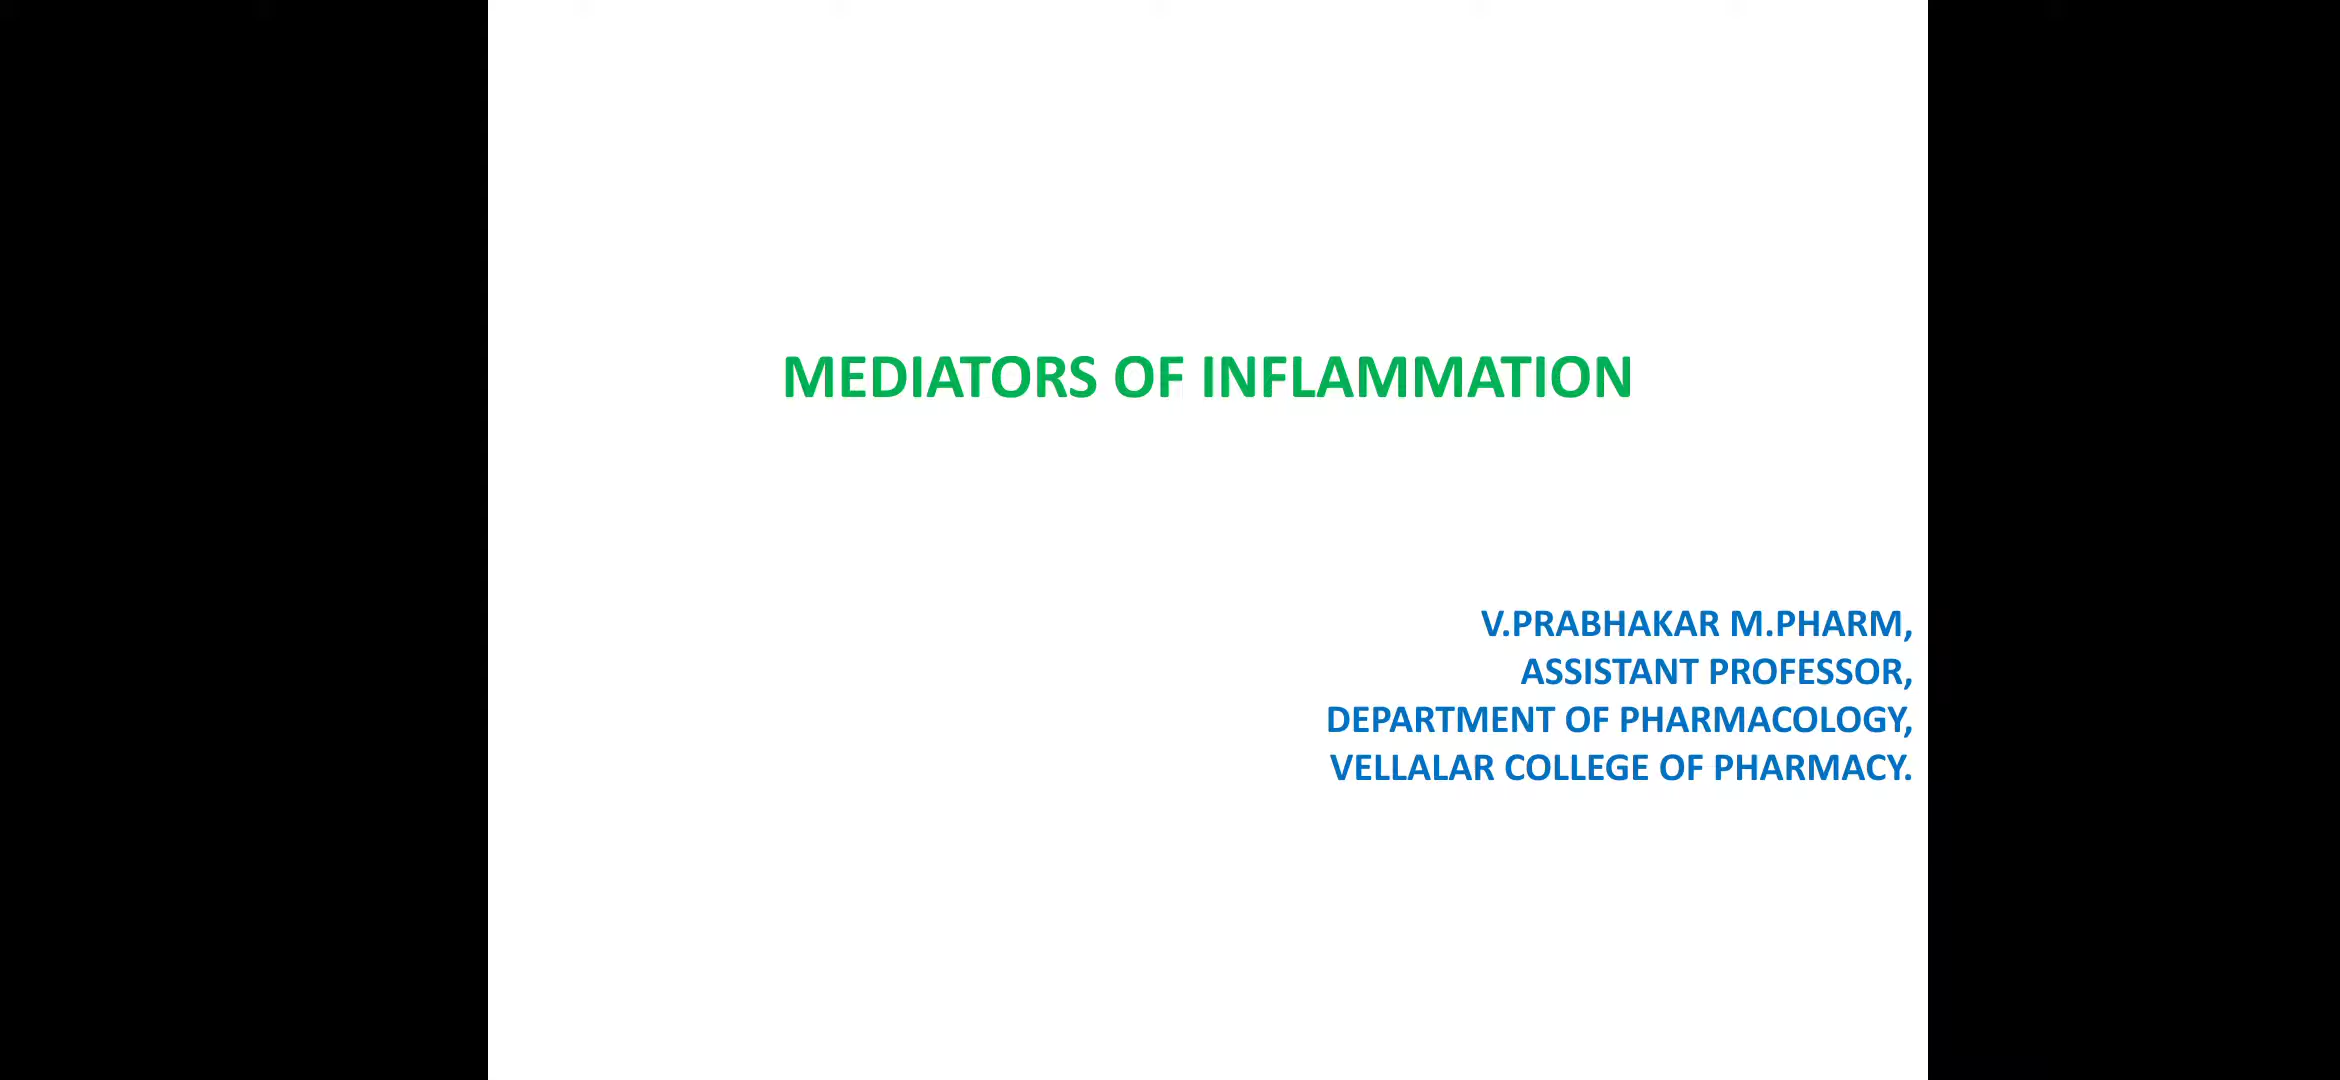 MEDIATORS OF INFLAMMATION
V.PRABHAKAR M.PHARM,
ASSISTANT PROFESSOR,
DEPARTMENT OF PHARMACOLOGY,
VELLALAR COLLEGE OF PHARMACY.